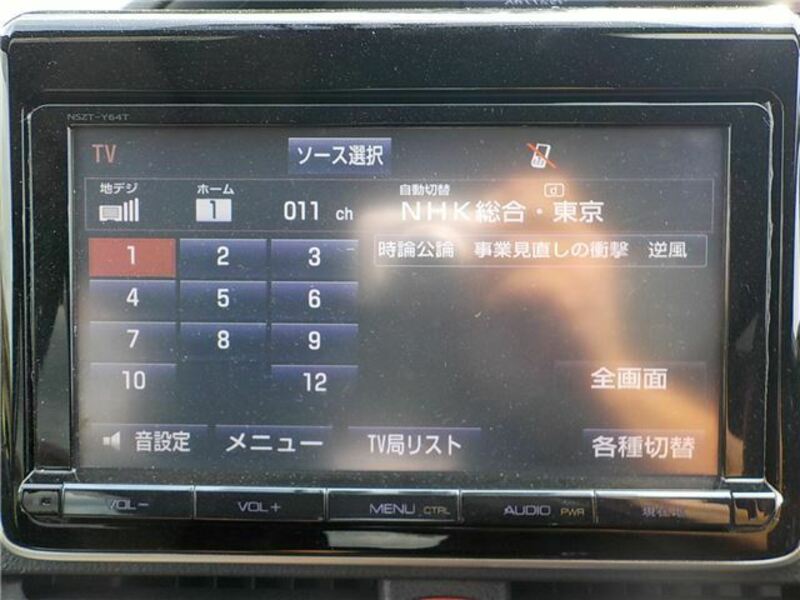 NSZT-Y64T
TV ソース選択
地デジ ホーム 自動切替 d
1 011 ch NHK総合・東京
1 2 3 時論公論 事業見直しの衝撃 逆風
4 5 6
7 8 9
10 12 全画面
音設定 メニュー TV局リスト 各種切替
VOL− VOL+ MENU CTRL AUDIO PWR 現在地